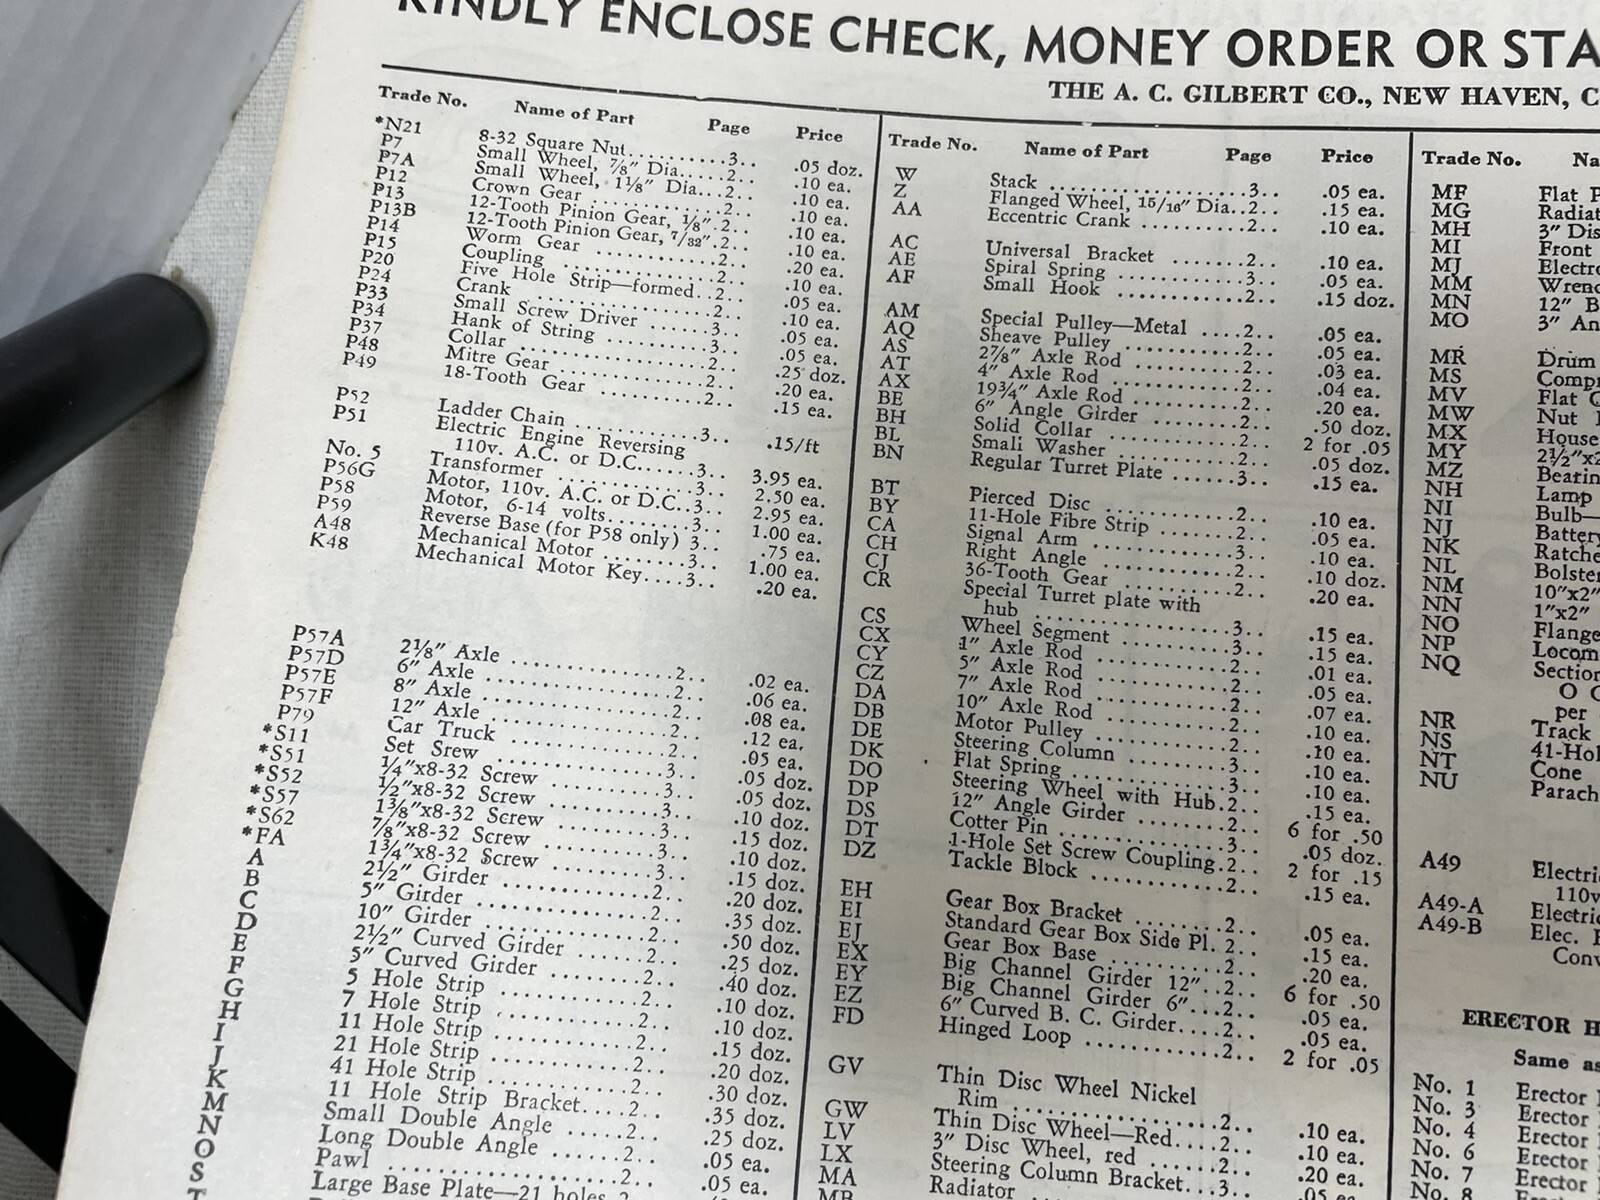 KINDLY ENCLOSE CHECK, MONEY ORDER OR STA
THE A. C. GILBERT CO., NEW HAVEN, C
Trade No. Name of Part Page Price
*N21 8-32 Square Nut..........3.. .05 doz.
P7 Small Wheel, 7/8" Dia.....2.. .10 ea.
P7A Small Wheel, 1 1/8" Dia...2.. .10 ea.
P12 Crown Gear ..............2.. .10 ea.
P13 12-Tooth Pinion Gear, 1/8".2.. .10 ea.
P13B 12-Tooth Pinion Gear, 7/32".2.. .10 ea.
P14 Worm Gear ..............2.. .20 ea.
P15 Coupling ................2.. .10 ea.
P20 Five Hole Strip—formed..2.. .05 ea.
P24 Crank ..................2.. .10 ea.
P33 Small Screw Driver ......3.. .05 ea.
P34 Hank of String ..........3.. .05 ea.
P37 Collar ..................2.. .25 doz.
P48 Mitre Gear ..............2.. .20 ea.
P49 18-Tooth Gear ...........2.. .15 ea.
P52 Ladder Chain ............3.. .15/ft
P51 Electric Engine Reversing
110v. A.C. or D.C......3.. 3.95 ea.
No. 5 Transformer .............3.. 2.50 ea.
P56G Motor, 110v. A.C. or D.C..3.. 2.95 ea.
P58 Motor, 6-14 volts........3.. 1.00 ea.
P59 Reverse Base (for P58 only) 3.. .75 ea.
A48 Mechanical Motor ........3.. 1.00 ea.
K48 Mechanical Motor Key....3.. .20 ea.
P57A 2 1/8" Axle ...............2.. .02 ea.
P57D 6" Axle .................2.. .06 ea.
P57E 8" Axle .................2.. .08 ea.
P57F 12" Axle ................2.. .12 ea.
P79 Car Truck ...............2.. .05 ea.
*S11 Set Srew ................3.. .05 doz.
*S51 1/4"x8-32 Screw ..........3.. .05 doz.
*S52 1/2"x8-32 Screw ..........3.. .10 doz.
*S57 1 3/8"x8-32 Screw .........3.. .15 doz.
*S62 7/8"x8-32 Screw ..........3.. .10 doz.
*FA 1 3/4"x8-32 Screw .........3.. .15 doz.
A 2 1/2" Girder .............2.. .20 doz.
B 5" Girder ...............2.. .35 doz.
C 10" Girder ..............2.. .50 doz.
D 2 1/2" Curved Girder .......2.. .25 doz.
E 5" Curved Girder .........2.. .40 doz.
F 5 Hole Strip ............2.. .10 doz.
G 7 Hole Strip ............2.. .10 doz.
H 11 Hole Strip ............2.. .15 doz.
I 21 Hole Strip ............2.. .20 doz.
J 41 Hole Strip ............2.. .30 doz.
K 11 Hole Strip Bracket....2.. .35 doz.
M Small Double Angle ......2.. .25 doz.
N Long Double Angle .......2.. .05 ea.
O Pawl ...................2.. .05 ea.
S Large Base Plate—21 holes 2
T
Trade No. Name of Part Page Price
W Stack ...................3.. .05 ea.
Z Flanged Wheel, 15/16" Dia..2.. .15 ea.
AA Eccentric Crank ..........2.. .10 ea.
AC Universal Bracket ........2.. .10 ea.
AE Spiral Spring ............3.. .05 ea.
AF Small Hook ..............2.. .15 doz.
AM Special Pulley—Metal ....2.. .05 ea.
AQ Sheave Pulley ............2.. .05 ea.
AS 2 7/8" Axle Rod ............2.. .03 ea.
AT 4" Axle Rod .............2.. .04 ea.
AX 19 3/4" Axle Rod ...........2.. .20 ea.
BE 6" Angle Girder ..........2.. .50 doz.
BH Solid Collar .............2.. 2 for .05
BL Small Washer ............2.. .05 doz.
BN Regular Turret Plate ......3.. .15 ea.
BT Pierced Disc .............2.. .10 ea.
BY 11-Hole Fibre Strip .......2.. .05 ea.
CA Signal Arm ..............3.. .10 ea.
CH Right Angle .............2.. .10 doz.
CJ 36-Tooth Gear ...........2.. .20 ea.
CR Special Turret plate with
hub ....................3.. .15 ea.
CS Wheel Segment ..........3.. .15 ea.
CX 1" Axle Rod .............2.. .01 ea.
CY 5" Axle Rod .............2.. .05 ea.
CZ 7" Axle Rod .............2.. .07 ea.
DA 10" Axle Rod ............2.. .10 ea.
DB Motor Pulley ............2.. .10 ea.
DE Steering Column .........3.. .10 ea.
DK Flat Spring .............3.. .10 ea.
DO Steering Wheel with Hub.2.. .15 ea.
DP 12" Angle Girder ........2.. 6 for .50
DS Cotter Pin ..............3.. .05 doz.
DT 1-Hole Set Screw Coupling.2.. 2 for .15
DZ Tackle Block ............2.. .15 ea.
EH Gear Box Bracket ........2.. .05 ea.
EI Standard Gear Box Side Pl. 2.. .15 ea.
EJ Gear Box Base ...........2.. .20 ea.
EX Big Channel Girder 12"..2.. 6 for .50
EY Big Channel Girder 6"...2.. .05 ea.
EZ 6" Curved B. C. Girder....2.. .05 ea.
FD Hinged Loop ............2.. 2 for .05
GV Thin Disc Wheel Nickel
Rim ....................2.. .10 ea.
GW Thin Disc Wheel—Red....2.. .10 ea.
LV 3" Disc Wheel, red ......2.. .20 ea.
LX Steering Column Bracket...3.. .05 ea.
MA Radiator
MB
Trade No. Na
MF Flat P
MG Radiat
MH 3" Dis
MI Front
MJ Electro
MM Wrenc
MN 12" B
MO 3" An
MR Drum
MS Compr
MV Flat C
MW Nut
MX House
MY 2 1/2"x2
MZ Bearin
NH Lamp
NI Bulb—
NJ Battery
NK Ratche
NL Bolster
NM 10"x2"
NN 1"x2"
NO Flange
NP Locom
NQ Section
O G
per
NR Track
NS 41-Hol
NT Cone
NU Parach
A49 Electric
110v
A49-A Electric
A49-B Elec. E
Conv
ERECTOR H
Same as
No. 1 Erector
No. 3 Erector
No. 4 Erector
No. 6 Erector
No. 7 Erector
No. 8 Erector